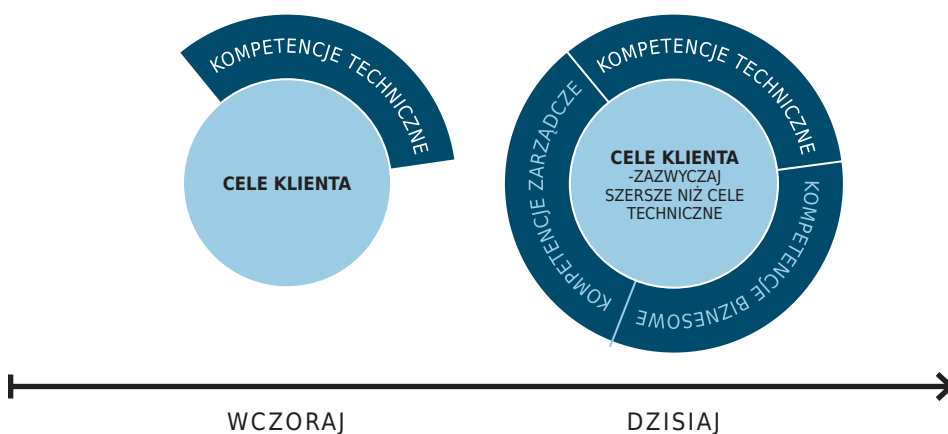 KOMPETENCJE TECHNICZNE
CELE KLIENTA
KOMPETENCJE TECHNICZNE
KOMPETENCJE ZARZĄDCZE
KOMPETENCJE BIZNESOWE
CELE KLIENTA
-ZAZWYCZAJ
SZERSZE NIŻ CELE
TECHNICZNE
WCZORAJ
DZISIAJ